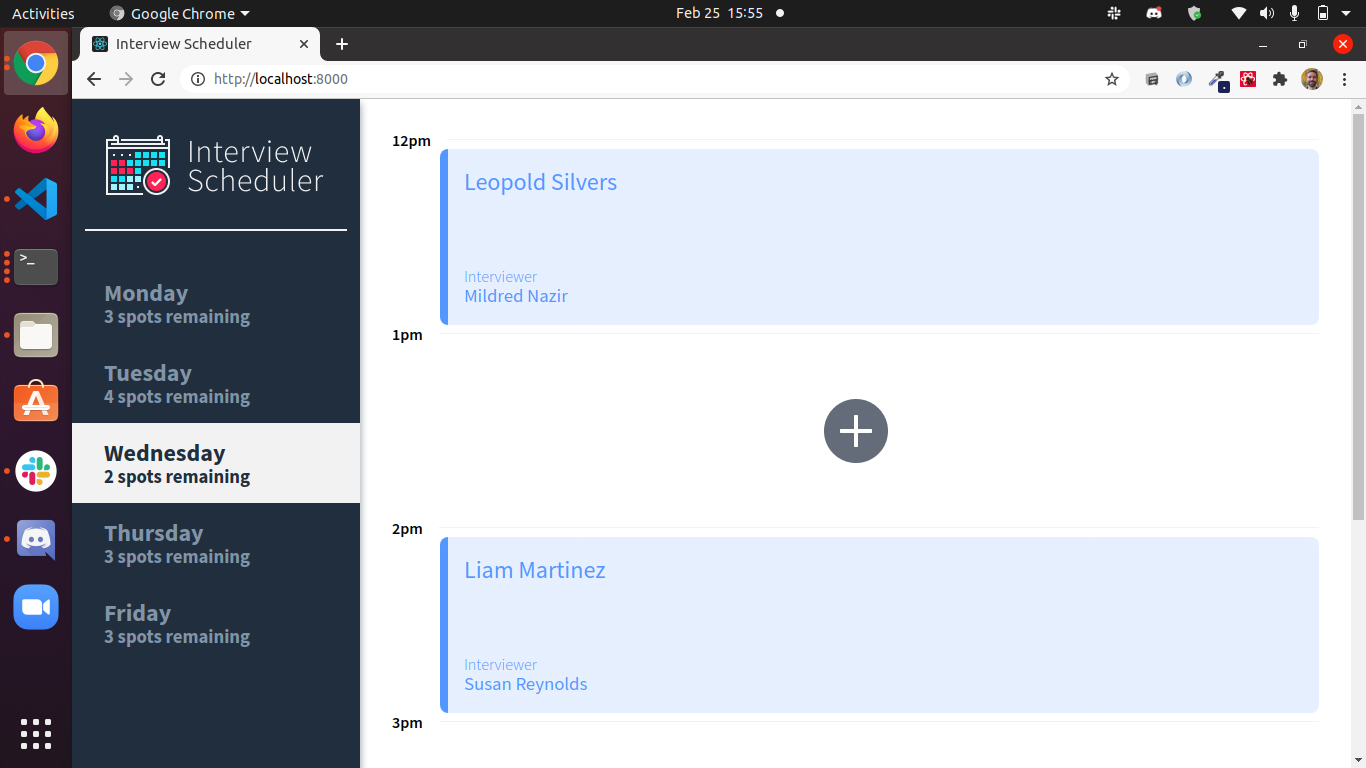 Activities
Google Chrome
Feb 25 15:55
Interview Scheduler
http://localhost:8000
Interview
Scheduler
Monday
3 spots remaining
Tuesday
4 spots remaining
Wednesday
2 spots remaining
Thursday
3 spots remaining
Friday
3 spots remaining
12pm
Leopold Silvers
Interviewer
Mildred Nazir
1pm
2pm
Liam Martinez
Interviewer
Susan Reynolds
3pm